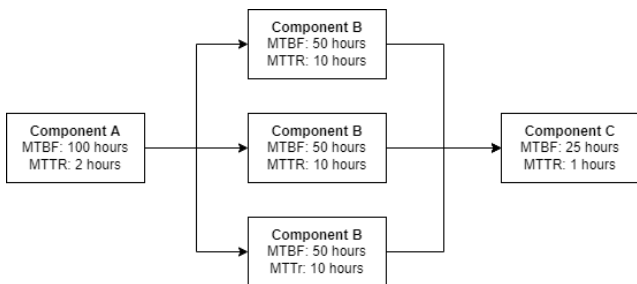 Component B
MTBF: 50 hours
MTTR: 10 hours
Component A
MTBF: 100 hours
MTTR: 2 hours
Component B
MTBF: 50 hours
MTTR: 10 hours
Component C
MTBF: 25 hours
MTTR: 1 hours
Component B
MTBF: 50 hours
MTTr: 10 hours